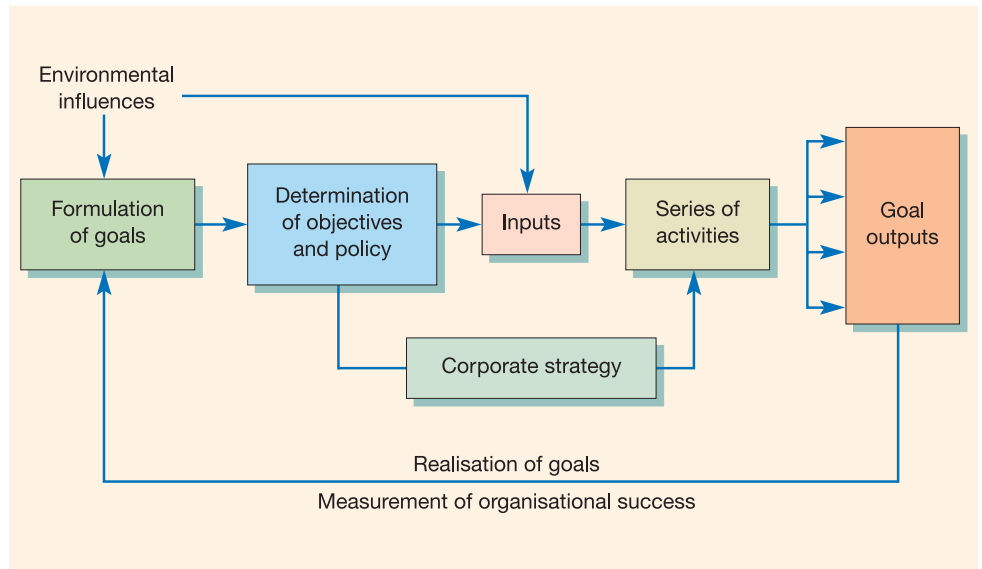 Environmental
influences
Formulation
of goals
Determination
of objectives
and policy
Inputs
Series of
activities
Goal
outputs
Corporate strategy
Realisation of goals
Measurement of organisational success